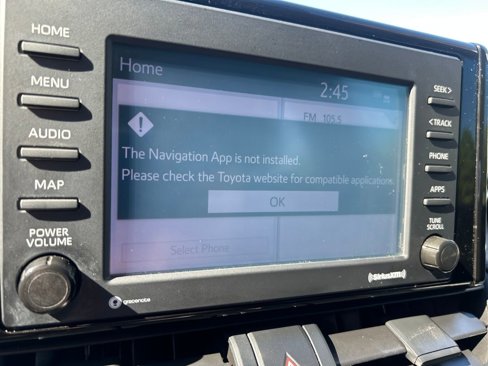 HOME
MENU
AUDIO
MAP
POWER
VOLUME
Home
2:45
FM 105.5
!
The Navigation App is not installed.
Please check the Toyota website for compatible applications.
OK
Select Phone
SEEK >
< TRACK
PHONE
APPS
TUNE
SCROLL
gracenote
((SiriusXM))